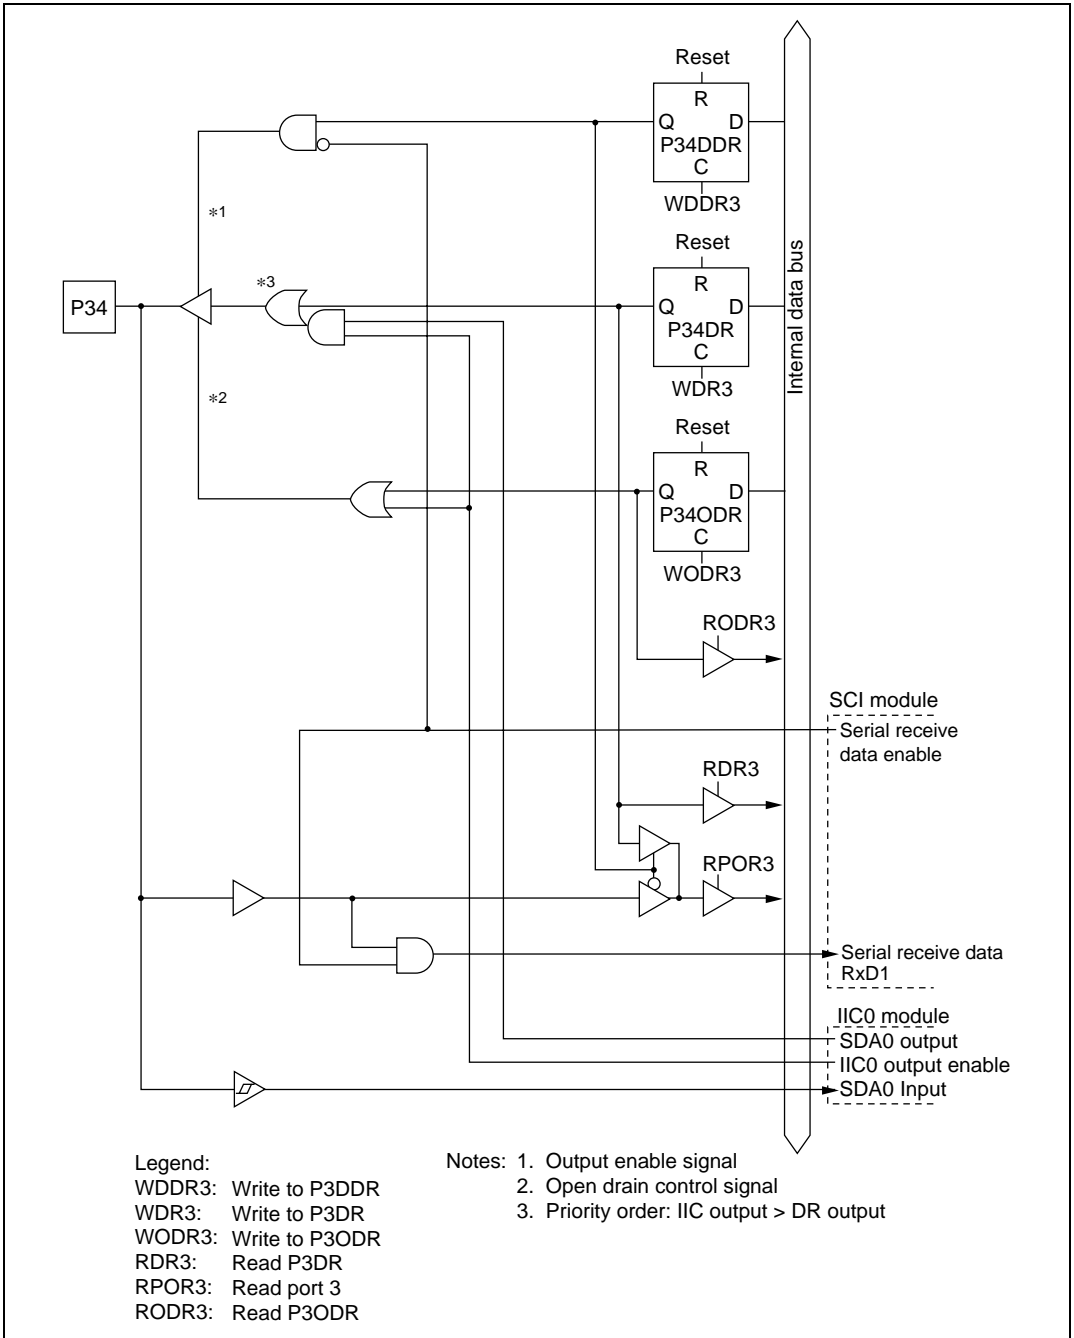 Reset
R
Q D
P34DDR
C
WDDR3
*1
Reset
R
Q D
P34DR
C
WDR3
*3
P34
Internal data bus
*2
Reset
R
Q D
P34ODR
C
WODR3
RODR3
SCI module
Serial receive
data enable
RDR3
RPOR3
Serial receive data
RxD1
IIC0 module
SDA0 output
IIC0 output enable
SDA0 Input
Legend:
WDDR3: Write to P3DDR
WDR3: Write to P3DR
WODR3: Write to P3ODR
RDR3: Read P3DR
RPOR3: Read port 3
RODR3: Read P3ODR
Notes: 1. Output enable signal
2. Open drain control signal
3. Priority order: IIC output > DR output